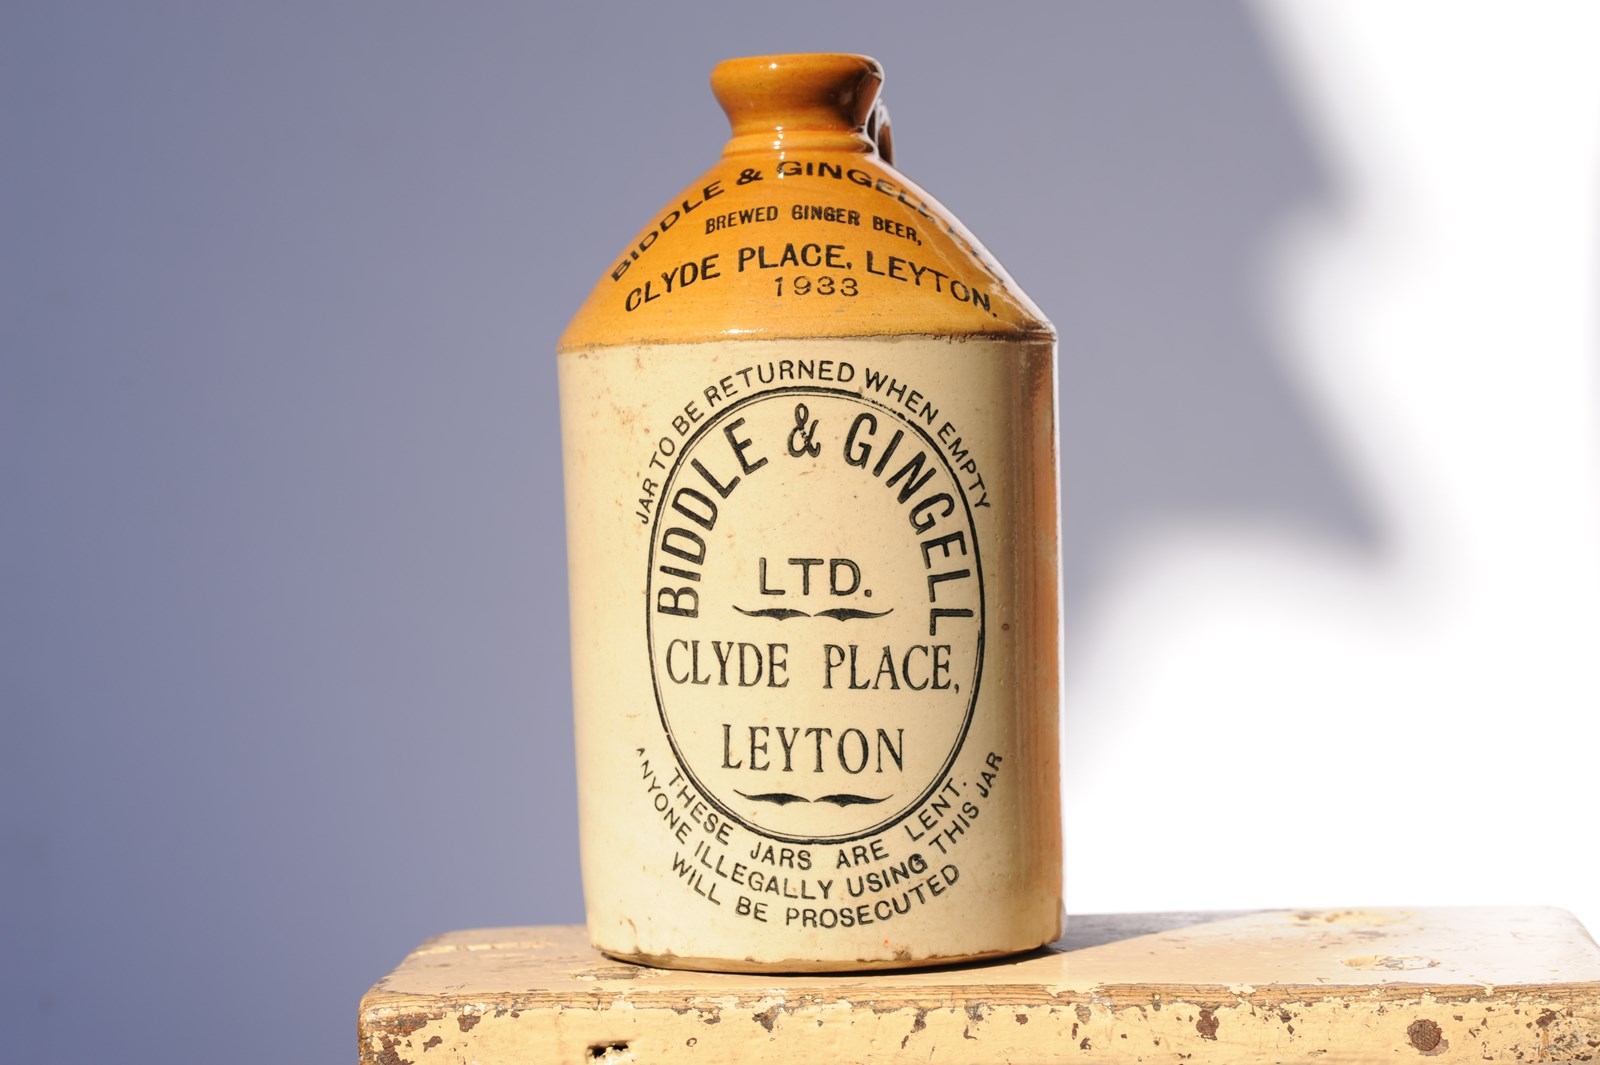 BIDDLE & GINGELL
BREWED GINGER BEER,
CLYDE PLACE, LEYTON.
1933
JAR TO BE RETURNED WHEN EMPTY
BIDDLE & GINGELL
LTD.
CLYDE PLACE,
LEYTON
THESE JARS ARE LENT.
ANYONE ILLEGALLY USING THIS JAR
WILL BE PROSECUTED